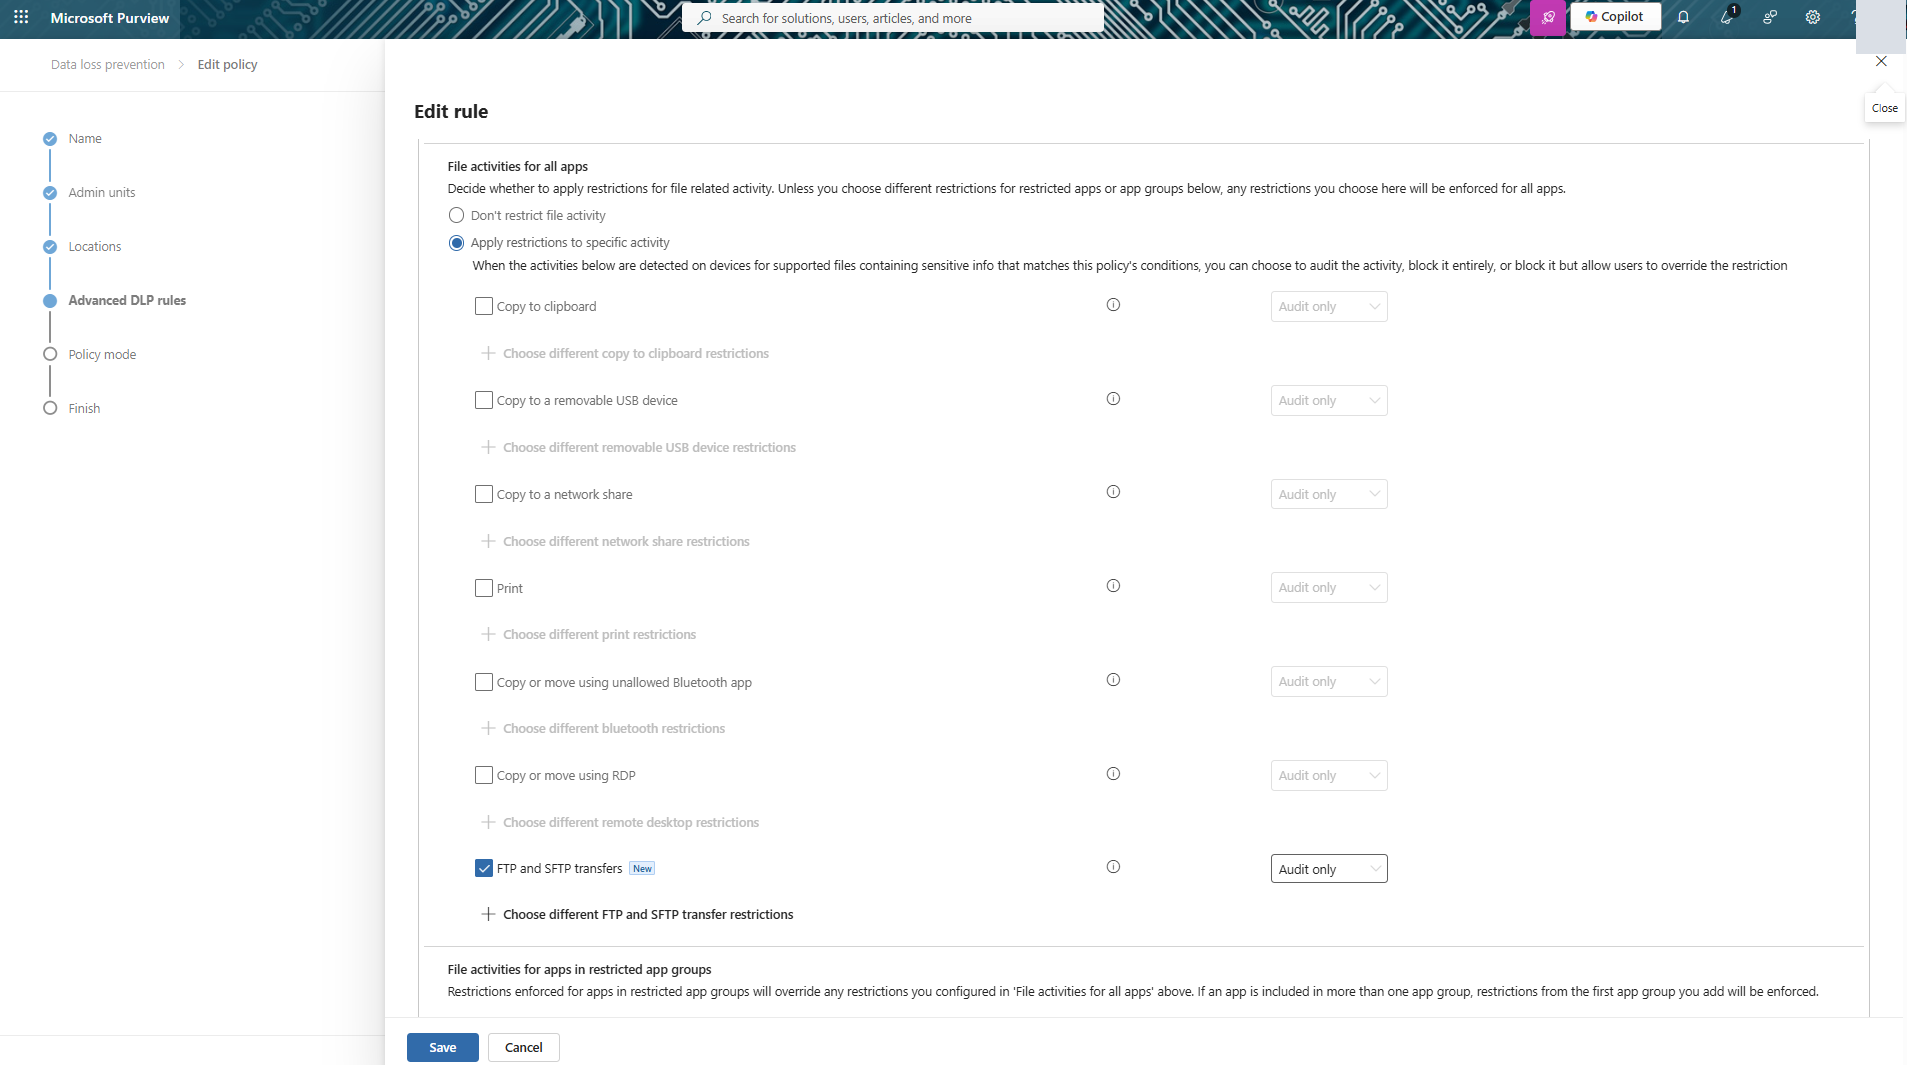 Microsoft Purview
Search for solutions, users, articles, and more
Copilot
1
?
Data loss prevention > Edit policy
Close
Name
Admin units
Locations
Advanced DLP rules
Policy mode
Finish
Edit rule
File activities for all apps
Decide whether to apply restrictions for file related activity. Unless you choose different restrictions for restricted apps or app groups below, any restrictions you choose here will be enforced for all apps.
Don't restrict file activity
Apply restrictions to specific activity
When the activities below are detected on devices for supported files containing sensitive info that matches this policy's conditions, you can choose to audit the activity, block it entirely, or block it but allow users to override the restriction
Copy to clipboard Audit only
Choose different copy to clipboard restrictions
Copy to a removable USB device Audit only
Choose different removable USB device restrictions
Copy to a network share Audit only
Choose different network share restrictions
Print Audit only
Choose different print restrictions
Copy or move using unallowed Bluetooth app Audit only
Choose different bluetooth restrictions
Copy or move using RDP Audit only
Choose different remote desktop restrictions
FTP and SFTP transfers New Audit only
Choose different FTP and SFTP transfer restrictions
File activities for apps in restricted app groups
Restrictions enforced for apps in restricted app groups will override any restrictions you configured in 'File activities for all apps' above. If an app is included in more than one app group, restrictions from the first app group you add will be enforced.
Save Cancel